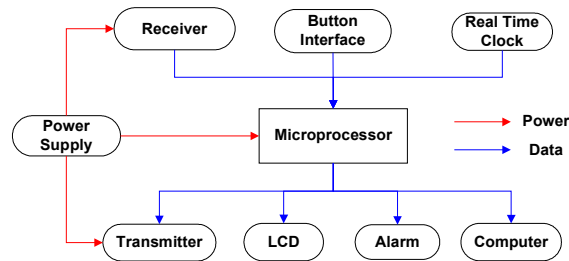 Receiver
Button
Interface
Real Time
Clock
Power
Supply
Microprocessor
Power
Data
Transmitter
LCD
Alarm
Computer